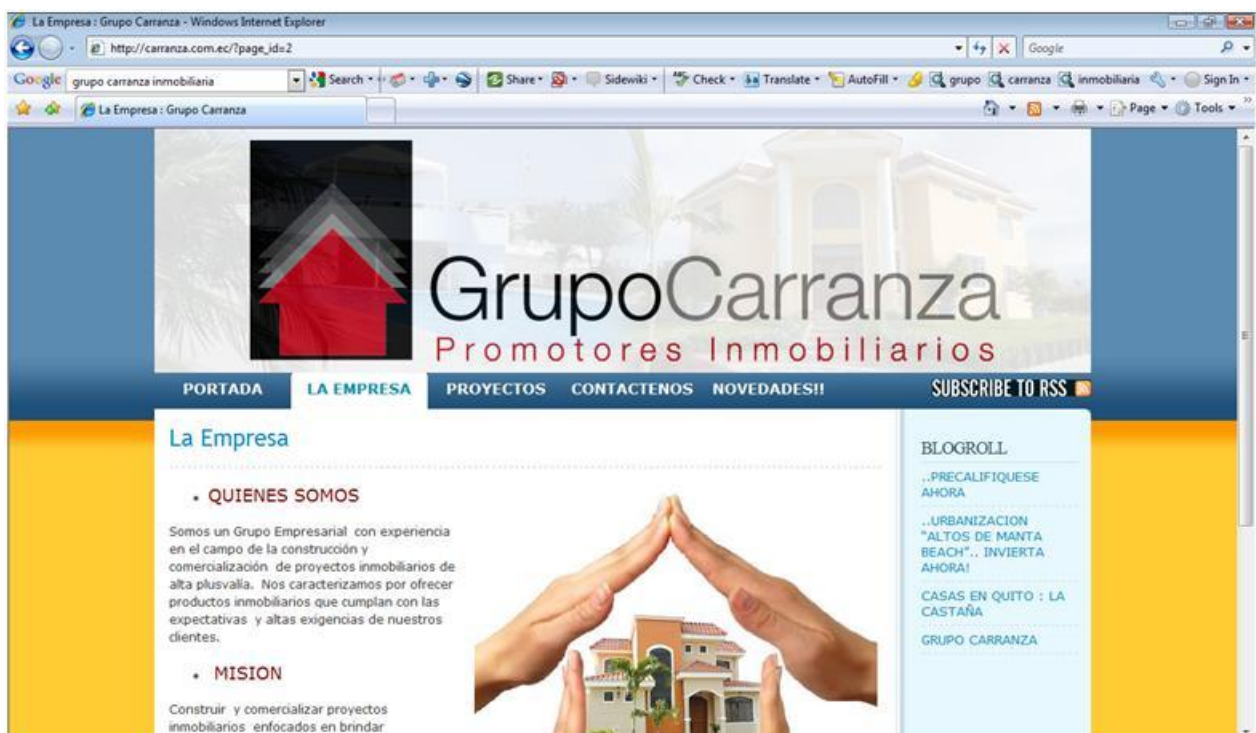 La Empresa : Grupo Carranza - Windows Internet Explorer
http://carranza.com.ec/?page_id=2
Google
Google grupo carranza inmobiliaria Search Share Sidewiki Check Translate AutoFill grupo carranza inmobiliaria Sign In
La Empresa : Grupo Carranza Page Tools
GrupoCarranza
Promotores Inmobiliarios
PORTADA LA EMPRESA PROYECTOS CONTACTENOS NOVEDADES!! SUBSCRIBE TO RSS
La Empresa
• QUIENES SOMOS
Somos un Grupo Empresarial con experiencia
en el campo de la construcción y
comercialización de proyectos inmobiliarios de
alta plusvalía. Nos caracterizamos por ofrecer
productos inmobiliarios que cumplan con las
expectativas y altas exigencias de nuestros
clientes.
• MISION
Construir y comercializar proyectos
inmobiliarios enfocados en brindar
BLOGROLL
..PRECALIFIQUESE
AHORA
..URBANIZACION
"ALTOS DE MANTA
BEACH".. INVIERTA
AHORA!
CASAS EN QUITO : LA
CASTAÑA
GRUPO CARRANZA